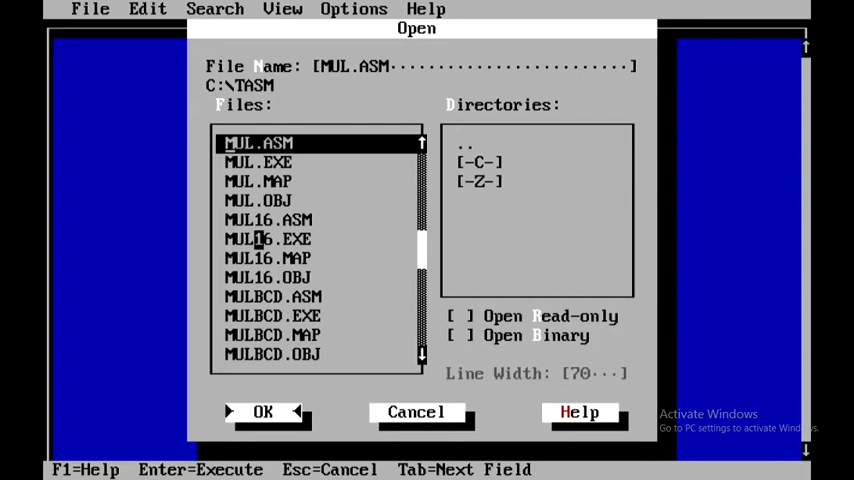 File Edit Search View Options Help
Open
File Name: [MUL.ASM·························]
C:\TASM
Files:
Directories:
MUL.ASM
MUL.EXE
MUL.MAP
MUL.OBJ
MUL16.ASM
MUL16.EXE
MUL16.MAP
MUL16.OBJ
MULBCD.ASM
MULBCD.EXE
MULBCD.MAP
MULBCD.OBJ
..
[-C-]
[-Z-]
[ ] Open Read-only
[ ] Open Binary
Line Width: [70···]
OK
Cancel
Help
Activate Windows
Go to PC settings to activate Windows.
F1=Help Enter=Execute Esc=Cancel Tab=Next Field